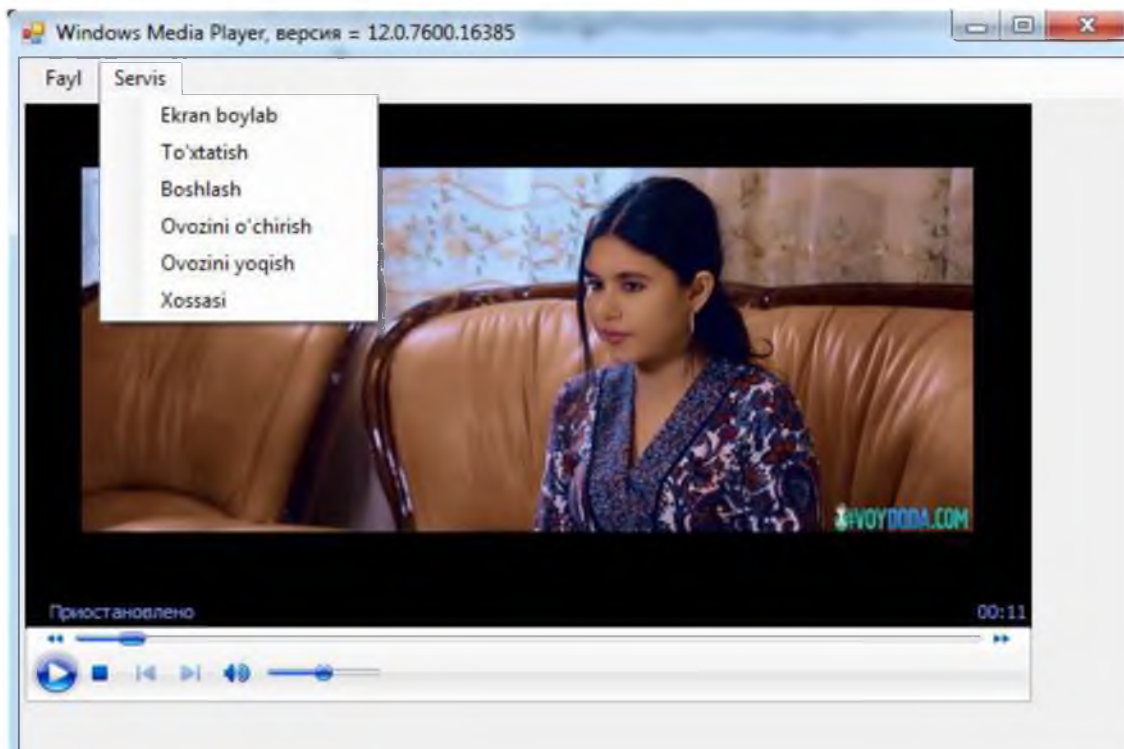 Windows Media Player, версия = 12.0.7600.16385
Fayl Servis
Ekran boylab
To'xtatish
Boshlash
Ovozini o'chirish
Ovozini yoqish
Xossasi
VOYDODA.COM
Приостановлено 00:11